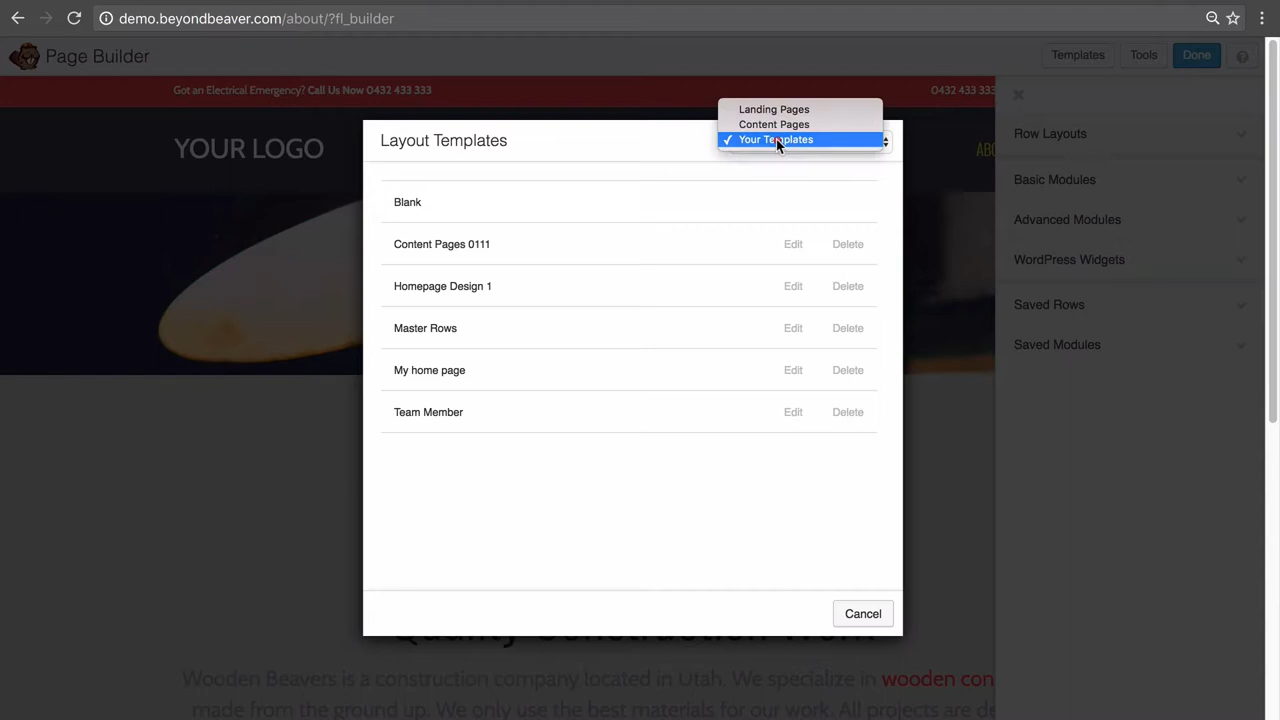 demo.beyondbeaver.com/about/?fl_builder
Page Builder
Templates
Tools
Done
Got an Electrical Emergency? Call Us Now 0432 433 333
0432 433 333
YOUR LOGO
ABO
Layout Templates
Landing Pages
Content Pages
✓ Your Templates
Blank
Content Pages 0111 Edit Delete
Homepage Design 1 Edit Delete
Master Rows Edit Delete
My home page Edit Delete
Team Member Edit Delete
Cancel
Row Layouts
Basic Modules
Advanced Modules
WordPress Widgets
Saved Rows
Saved Modules
Quality Construction Work
Wooden Beavers is a construction company located in Utah. We specialize in wooden con
made from the ground up. We only use the best materials for our work. All projects are de